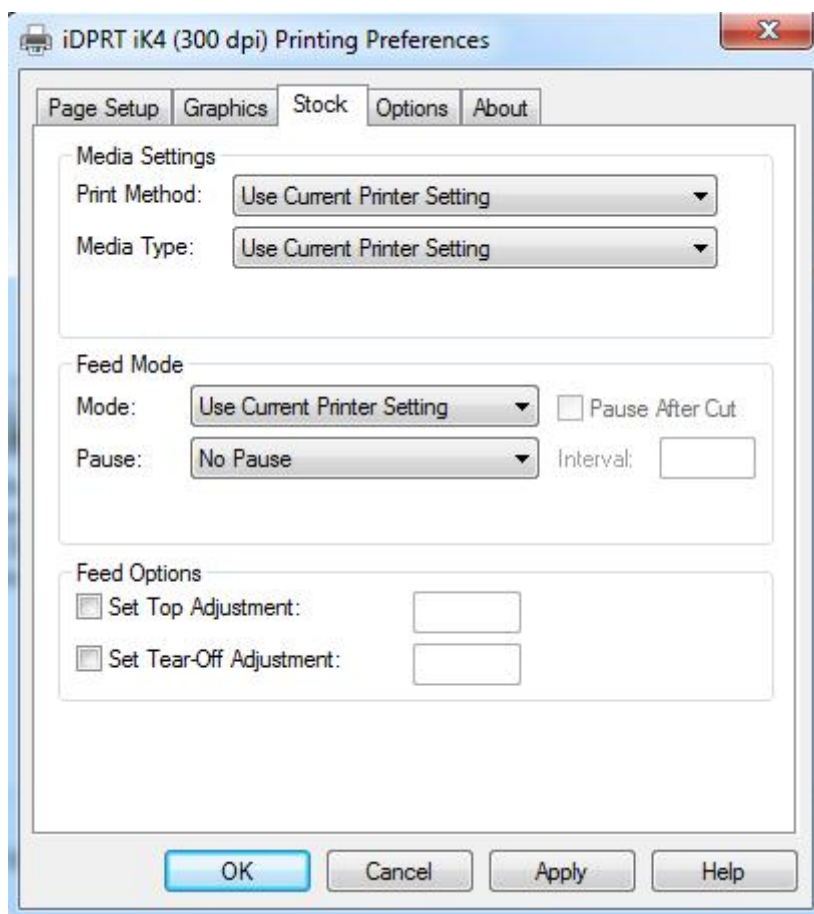 iDPRT iK4 (300 dpi) Printing Preferences
X
Page Setup Graphics Stock Options About
Media Settings
Print Method: Use Current Printer Setting
Media Type: Use Current Printer Setting
Feed Mode
Mode: Use Current Printer Setting Pause After Cut
Pause: No Pause Interval:
Feed Options
Set Top Adjustment:
Set Tear-Off Adjustment:
OK Cancel Apply Help